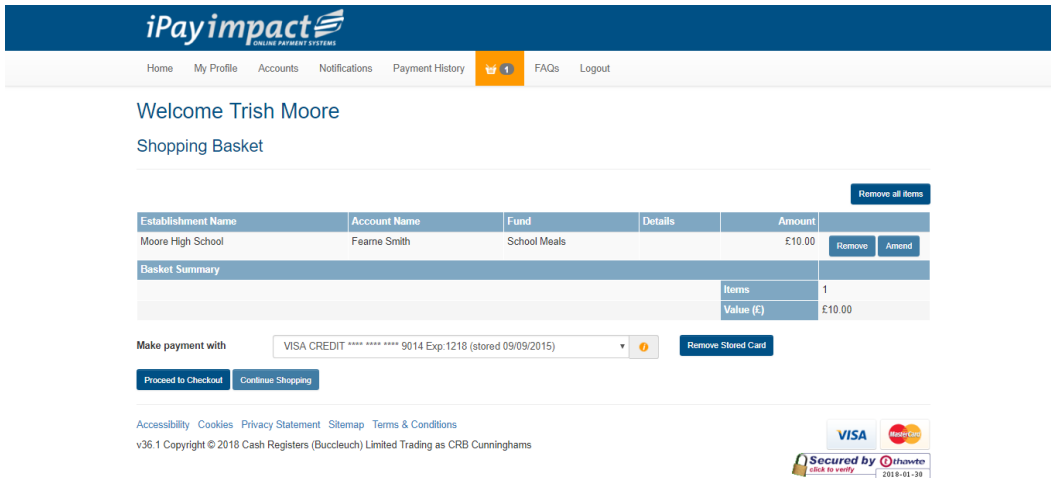 iPayimpact
ONLINE PAYMENT SYSTEMS
Home My Profile Accounts Notifications Payment History 1 FAQs Logout
Welcome Trish Moore
Shopping Basket
Remove all items
Establishment Name Account Name Fund Details Amount
Moore High School Fearne Smith School Meals £10.00 Remove Amend
Basket Summary
Items 1
Value (£) £10.00
Make payment with VISA CREDIT **** **** **** 9014 Exp:1218 (stored 09/09/2015) i Remove Stored Card
Proceed to Checkout Continue Shopping
Accessibility Cookies Privacy Statement Sitemap Terms & Conditions
v36.1 Copyright © 2018 Cash Registers (Buccleuch) Limited Trading as CRB Cunninghams
VISA MasterCard
Secured by thawte
click to verify 2018-01-30